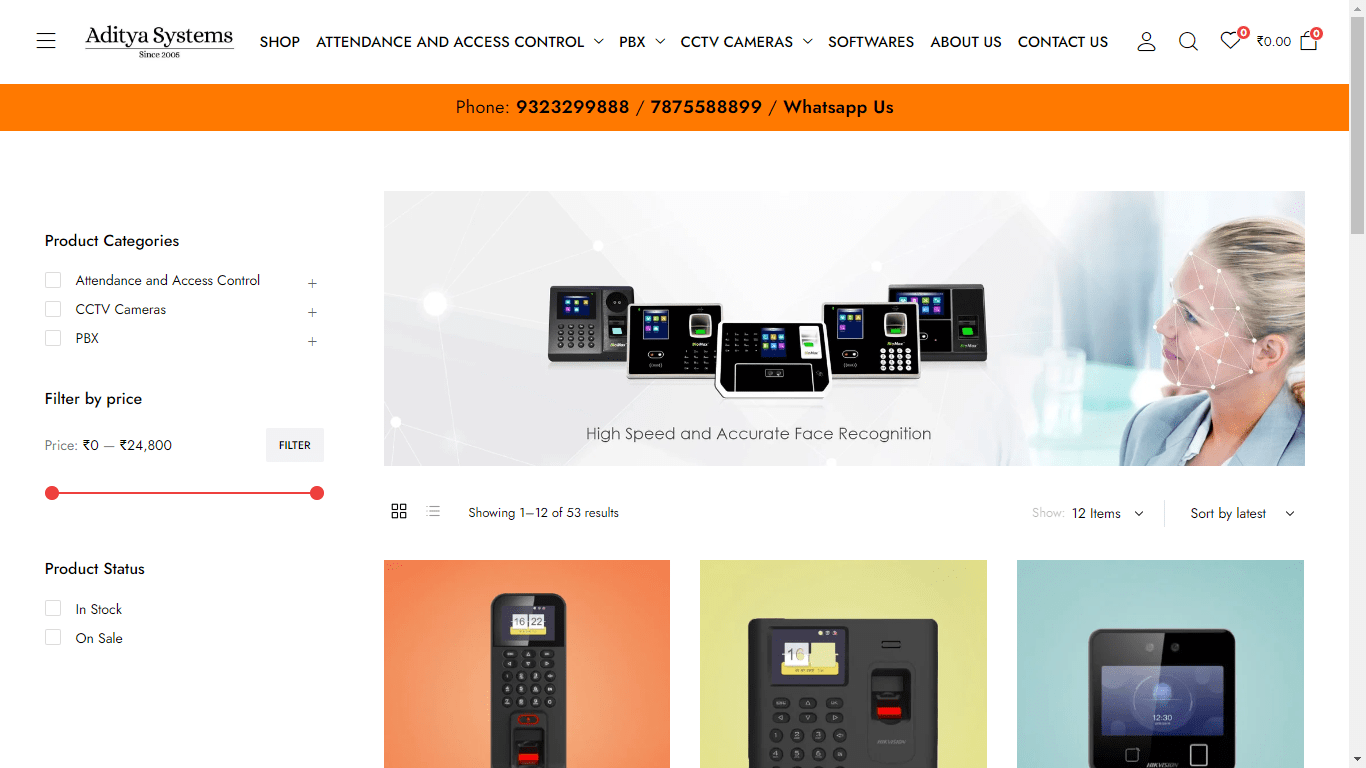 Aditya Systems
Since 2006
SHOP
ATTENDANCE AND ACCESS CONTROL
PBX
CCTV CAMERAS
SOFTWARES
ABOUT US
CONTACT US
0
₹0.00
0
Phone: 9323299888 / 7875588899 / Whatsapp Us
Product Categories
Attendance and Access Control
+
CCTV Cameras
+
PBX
+
Filter by price
Price: ₹0 — ₹24,800
FILTER
Product Status
In Stock
On Sale
High Speed and Accurate Face Recognition
Showing 1–12 of 53 results
Show: 12 Items
Sort by latest
16 22
16
HIKVISION
12:30
HIKVISION